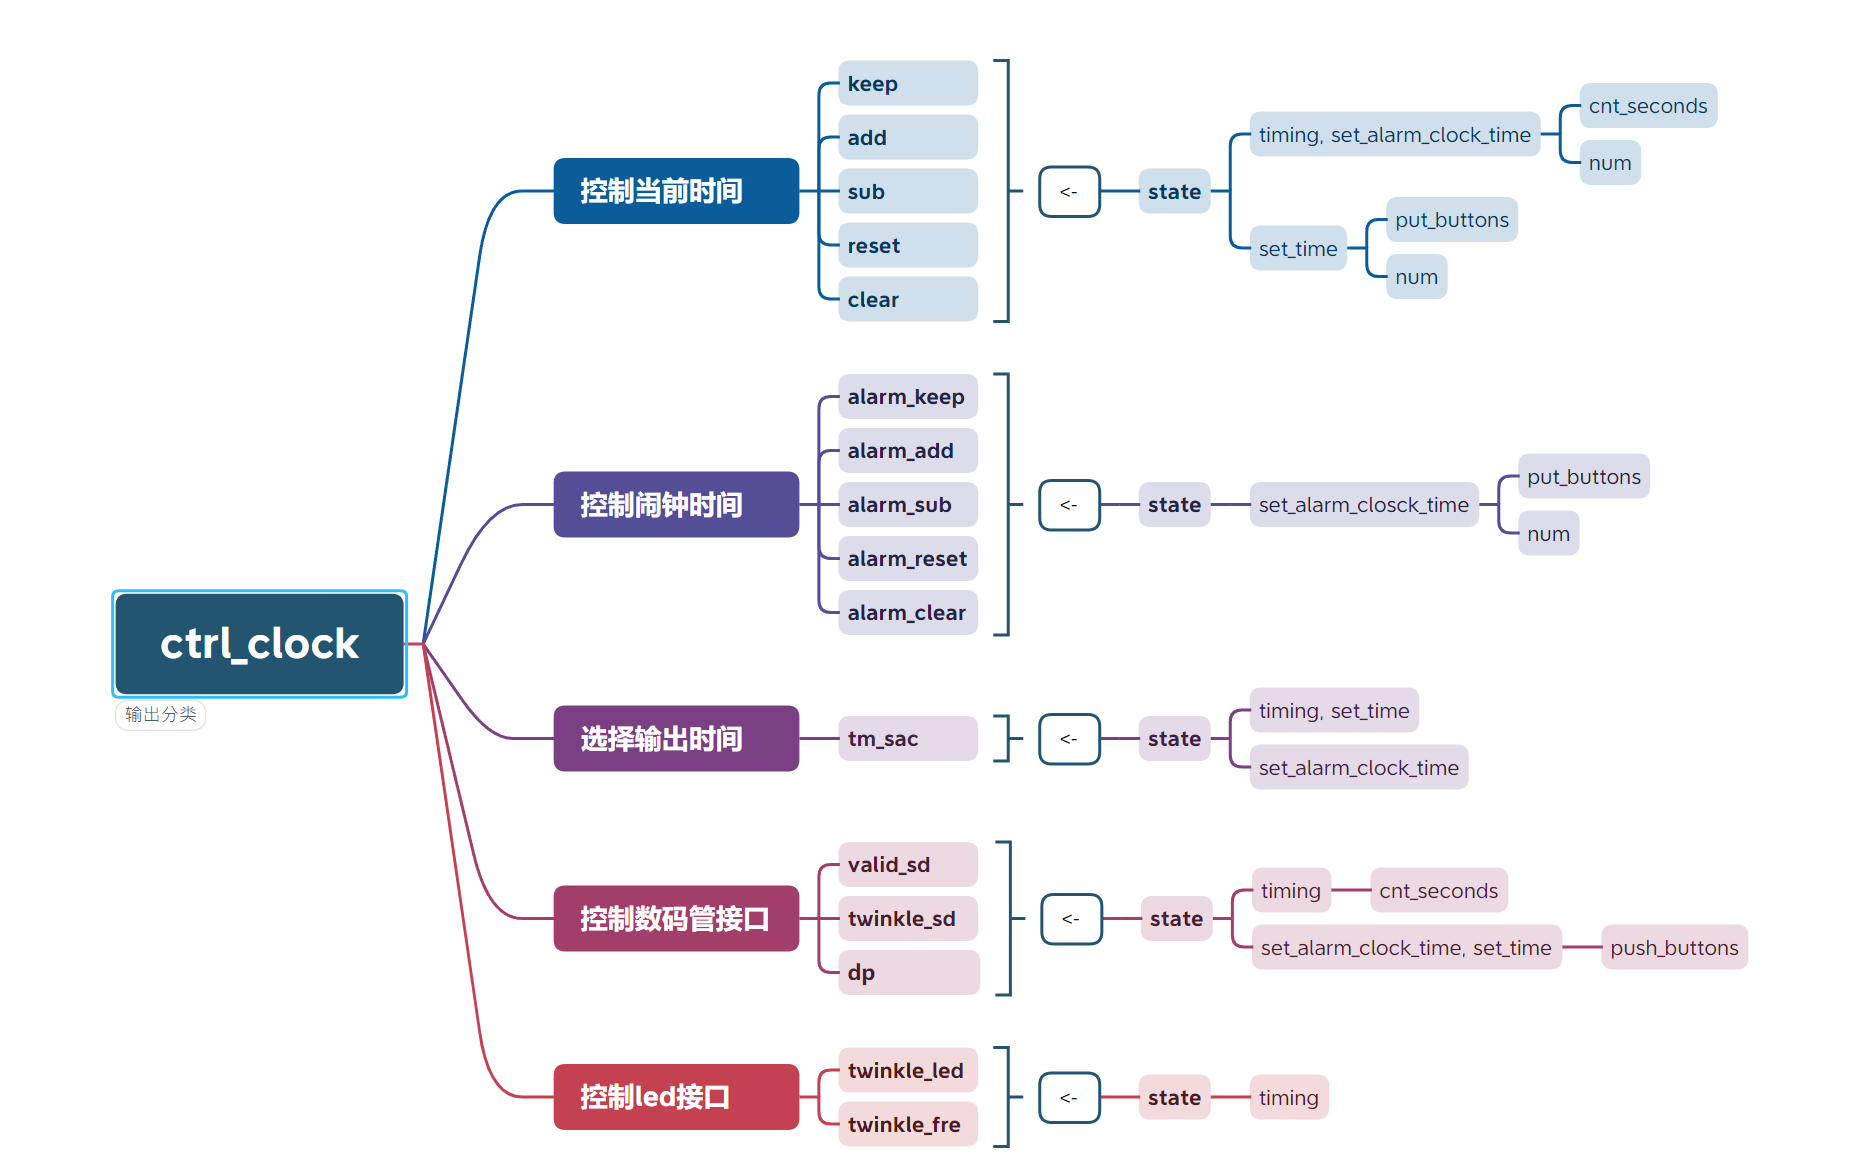 ctrl_clock
输出分类
控制当前时间
keep
add
sub
reset
clear
<-
state
timing, set_alarm_clock_time
cnt_seconds
num
set_time
put_buttons
num
控制闹钟时间
alarm_keep
alarm_add
alarm_sub
alarm_reset
alarm_clear
<-
state
set_alarm_closck_time
put_buttons
num
选择输出时间
tm_sac
<-
state
timing, set_time
set_alarm_clock_time
控制数码管接口
valid_sd
twinkle_sd
dp
<-
state
timing
cnt_seconds
set_alarm_clock_time, set_time
push_buttons
控制led接口
twinkle_led
twinkle_fre
<-
state
timing